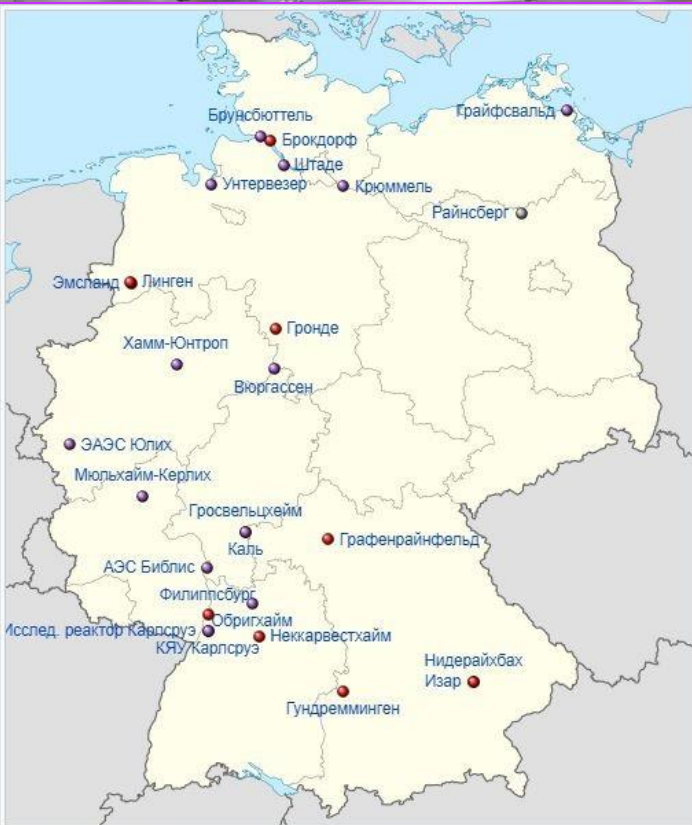 Брунсбюттель
Грайфсвальд
Брокдорф
Штаде
Унтервезер
Крюммель
Райнсберг
Эмсланд
Линген
Гронде
Хамм-Юнтроп
Вюргассен
ЭАЭС Юлих
Мюльхайм-Керлих
Гросвельцхейм
Каль
Графенрайнфельд
АЭС Библис
Филиппсбург
Обригхайм
Исслед. реактор Карлсруэ
Неккарвестхайм
КЯУ Карлсруэ
Нидерайхбах
Изар
Гундремминген